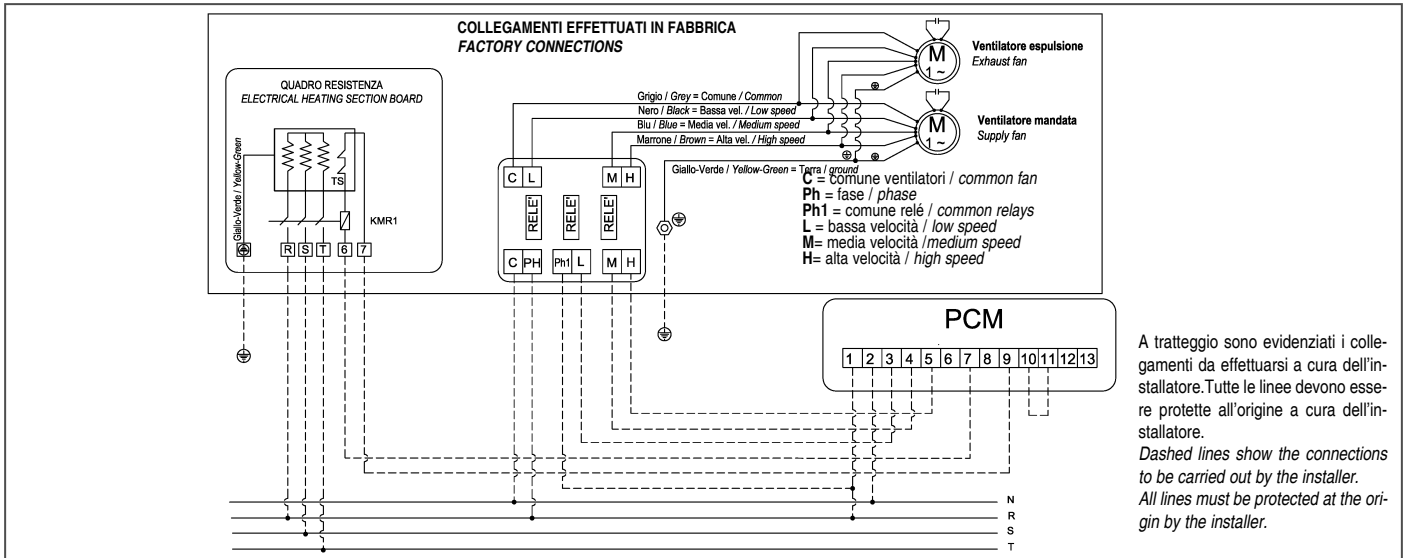 COLLEGAMENTI EFFETTUATI IN FABBRICA
FACTORY CONNECTIONS
QUADRO RESISTENZA
ELECTRICAL HEATING SECTION BOARD
Giallo-Verde / Yellow-Green
TS
KMR1
R S T 6 7
M
1 ~
Ventilatore espulsione
Exhaust fan
M
1 ~
Ventilatore mandata
Supply fan
Grigio / Grey = Comune / Common
Nero / Black = Bassa vel. / Low speed
Blu / Blue = Media vel. / Medium speed
Marrone / Brown = Alta vel. / High speed
Giallo-Verde / Yellow-Green = Terra / ground
C L M H
RELE' RELE' RELE'
C PH Ph1 L M H
C = comune ventilatori / common fan
Ph = fase / phase
Ph1 = comune relé / common relays
L = bassa velocità / low speed
M= media velocità /medium speed
H= alta velocità / high speed
PCM
1 2 3 4 5 6 7 8 9 10 11 12 13
N
R
S
T
A tratteggio sono evidenziati i colle-
gamenti da effettuarsi a cura dell'in-
stallatore.Tutte le linee devono esse-
re protette all'origine a cura dell'in-
stallatore.
Dashed lines show the connections
to be carried out by the installer.
All lines must be protected at the ori-
gin by the installer.